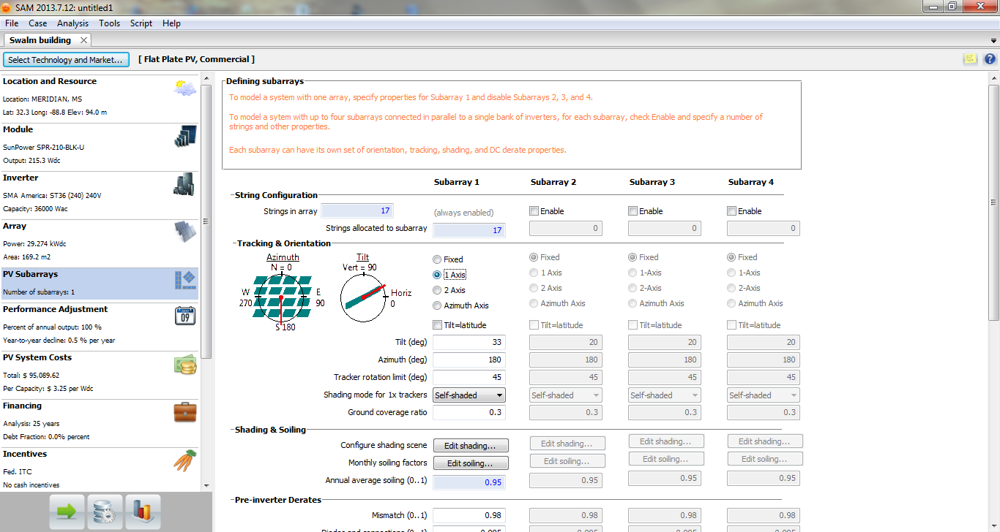 SAM 2013.7.12: untitled1
File Case Analysis Tools Script Help
Swalm building
Select Technology and Market... [ Flat Plate PV, Commercial ]
Location and Resource
Location: MERIDIAN, MS
Lat: 32.3 Long: -88.8 Elev: 94.0 m
Module
SunPower SPR-210-BLK-U
Output: 215.3 Wdc
Inverter
SMA America: ST36 (240) 240V
Capacity: 36000 Wac
Array
Power: 29.274 kWdc
Area: 169.2 m2
PV Subarrays
Number of subarrays: 1
Performance Adjustment
Percent of annual output: 100 %
Year-to-year decline: 0.5 % per year
09
PV System Costs
Total: $ 95,089.62
Per Capacity: $ 3.25 per Wdc
Financing
Analysis: 25 years
Debt Fraction: 0.0% percent
Incentives
Fed. ITC
No cash incentives
Defining subarrays
To model a system with one array, specify properties for Subarray 1 and disable Subarrays 2, 3, and 4.
To model a sytem with up to four subarrays connected in parallel to a single bank of inverters, for each subarray, check Enable and specify a number of
strings and other properties.
Each subarray can have its own set of orientation, tracking, shading, and DC derate properties.
Subarray 1 Subarray 2 Subarray 3 Subarray 4
String Configuration
Strings in array 17 (always enabled) Enable Enable Enable
Strings allocated to subarray 17 0 0 0
Tracking & Orientation
Azimuth Tilt
N = 0 Vert = 90
W 270 E 90 Horiz 0
S 180
Fixed Fixed Fixed Fixed
1 Axis 1 Axis 1-Axis 1-Axis
2 Axis 2 Axis 2-Axis 2-Axis
Azimuth Axis Azimuth Axis Azimuth Axis Azimuth Axis
Tilt=latitude Tilt=latitude Tilt=latitude Tilt=latitude
Tilt (deg) 33 20 20 20
Azimuth (deg) 180 180 180 180
Tracker rotation limit (deg) 45 45 45 45
Shading mode for 1x trackers Self-shaded Self-shaded Self-shaded Self-shaded
Ground coverage ratio 0.3 0.3 0.3 0.3
Shading & Soiling
Configure shading scene Edit shading... Edit shading... Edit shading... Edit shading...
Monthly soiling factors Edit soiling... Edit soiling... Edit soiling... Edit soiling...
Annual average soiling (0..1) 0.95 0.95 0.95 0.95
Pre-inverter Derates
Mismatch (0..1) 0.98 0.98 0.98 0.98
Diodes and connections (0..1) 0.995 0.995 0.995 0.995